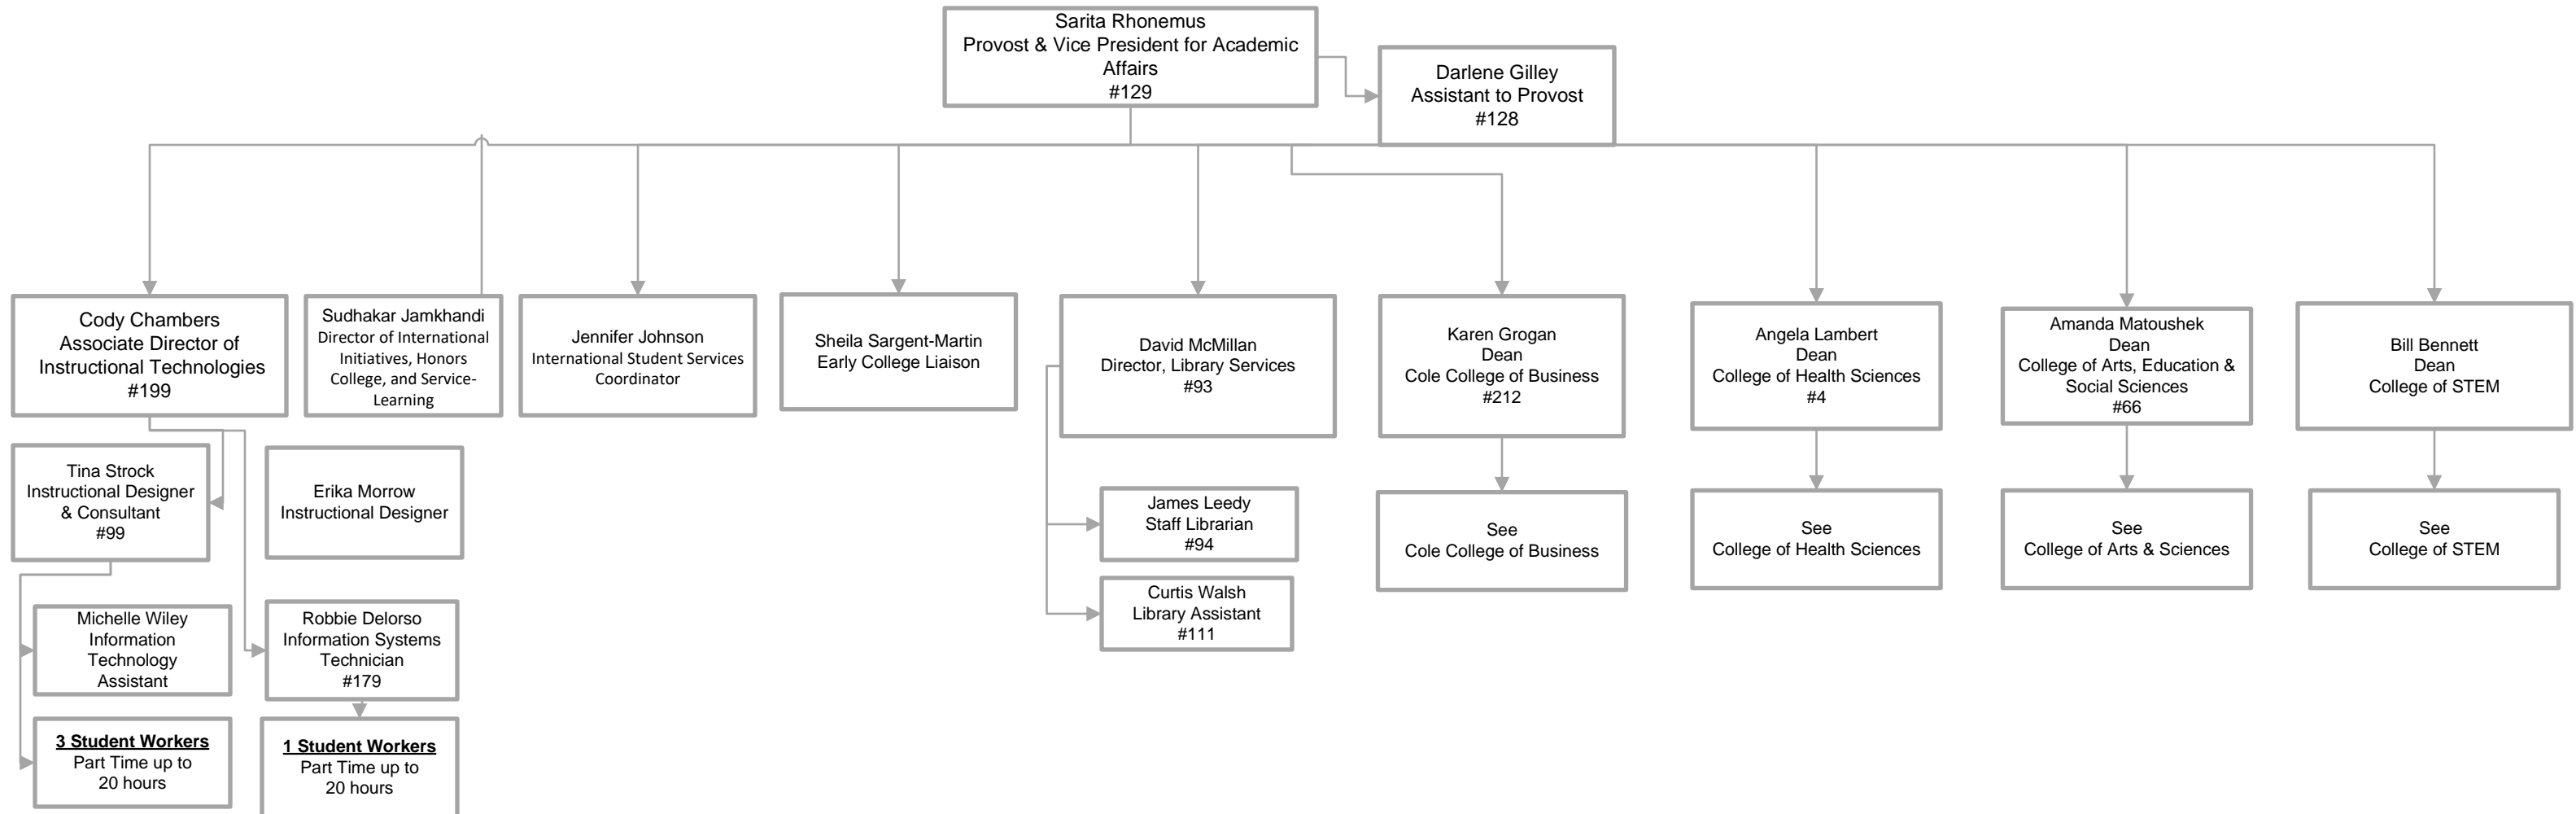 Sarita Rhonemus
Provost & Vice President for Academic
Affairs
#129
Darlene Gilley
Assistant to Provost
#128
Cody Chambers
Associate Director of
Instructional Technologies
#199
Sudhakar Jamkhandi
Director of International
Initiatives, Honors
College, and Service-
Learning
Jennifer Johnson
International Student Services
Coordinator
Sheila Sargent-Martin
Early College Liaison
David McMillan
Director, Library Services
#93
Karen Grogan
Dean
Cole College of Business
#212
Angela Lambert
Dean
College of Health Sciences
#4
Amanda Matoushek
Dean
College of Arts, Education &
Social Sciences
#66
Bill Bennett
Dean
College of STEM
Tina Strock
Instructional Designer
& Consultant
#99
Erika Morrow
Instructional Designer
James Leedy
Staff Librarian
#94
See
Cole College of Business
See
College of Health Sciences
See
College of Arts & Sciences
See
College of STEM
Curtis Walsh
Library Assistant
#111
Michelle Wiley
Information
Technology
Assistant
Robbie Delorso
Information Systems
Technician
#179
3 Student Workers
Part Time up to
20 hours
1 Student Workers
Part Time up to
20 hours